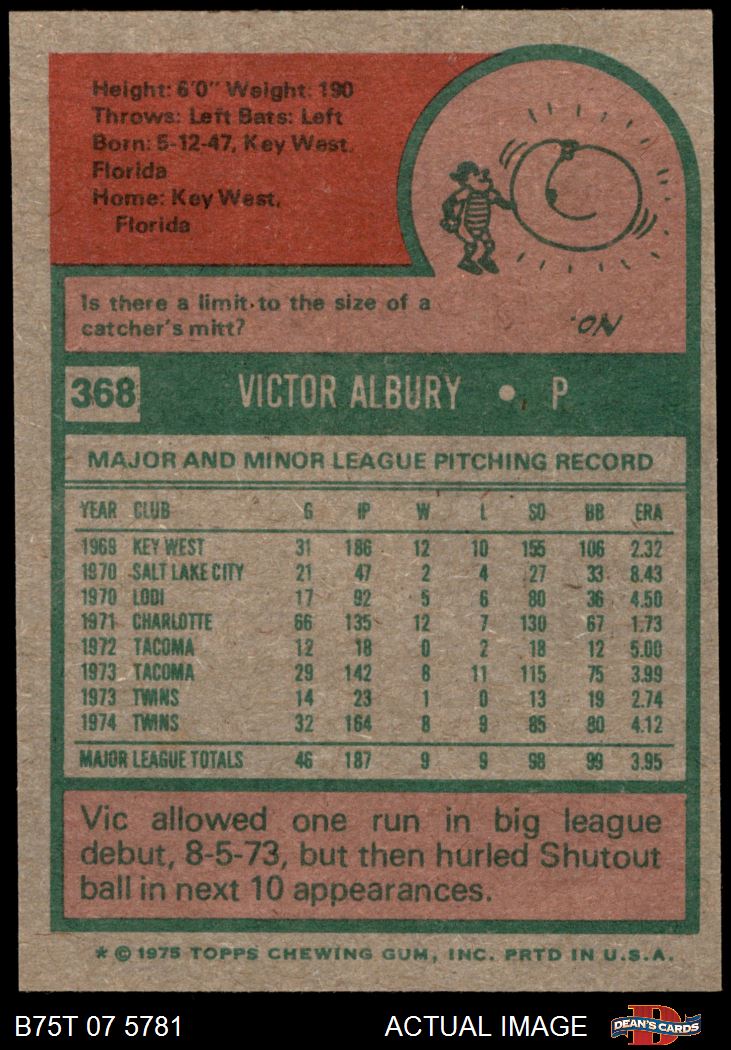 Height: 6'0" Weight: 190
Throws: Left Bats: Left
Born: 5-12-47, Key West,
Florida
Home: Key West,
Florida
Is there a limit to the size of a
catcher's mitt?
NO.
368 VICTOR ALBURY • P
MAJOR AND MINOR LEAGUE PITCHING RECORD
YEAR CLUB G IP W L SO BB ERA
1969 KEY WEST 31 186 12 10 155 106 2.32
1970 SALT LAKE CITY 21 47 2 4 27 33 8.43
1970 LODI 17 92 5 6 80 36 4.50
1971 CHARLOTTE 66 135 12 7 130 67 1.73
1972 TACOMA 12 18 0 2 18 12 5.00
1973 TACOMA 29 142 8 11 115 75 3.99
1973 TWINS 14 23 1 0 13 19 2.74
1974 TWINS 32 164 8 9 85 80 4.12
MAJOR LEAGUE TOTALS 46 187 9 9 98 99 3.95
Vic allowed one run in big league
debut, 8-5-73, but then hurled Shutout
ball in next 10 appearances.
* © 1975 TOPPS CHEWING GUM, INC. PRTD IN U.S.A.
B75T 07 5781 ACTUAL IMAGE D DEAN'S CARDS